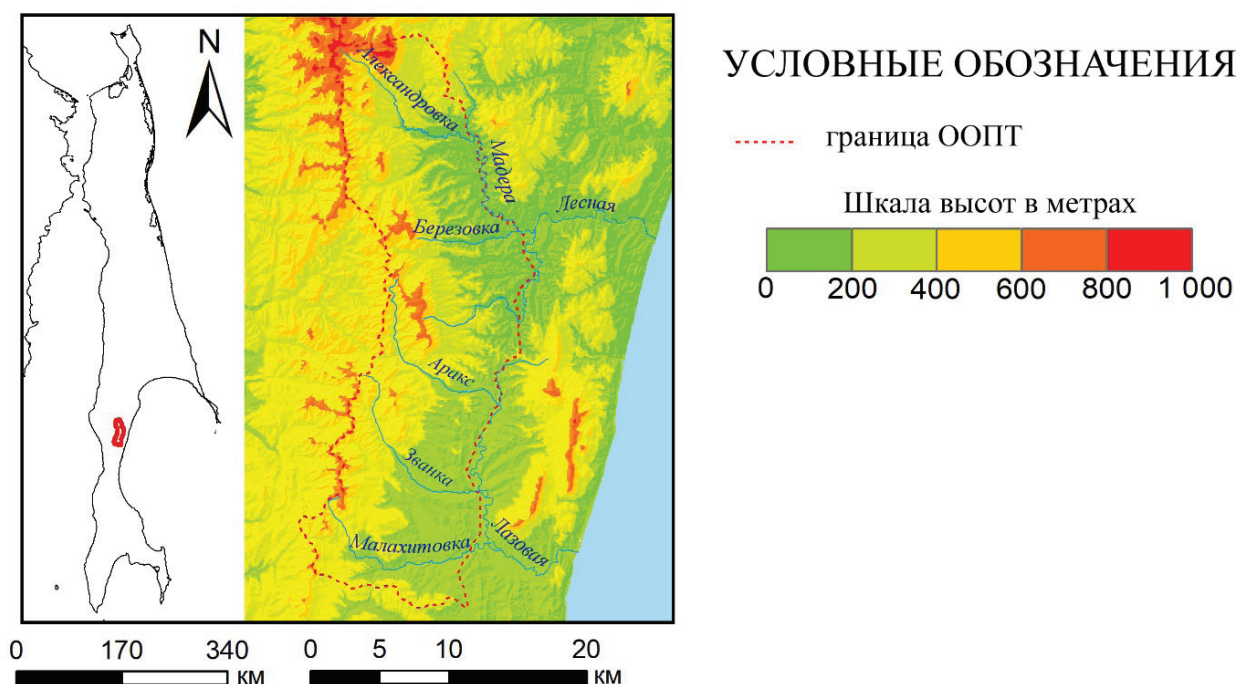 N
Александровка
Мадера
Лесная
Березовка
Аракс
Званка
Лазовая
Малахитовка
0 170 340
км
0 5 10 20
км
УСЛОВНЫЕ ОБОЗНАЧЕНИЯ
граница ООПТ
Шкала высот в метрах
0 200 400 600 800 1 000